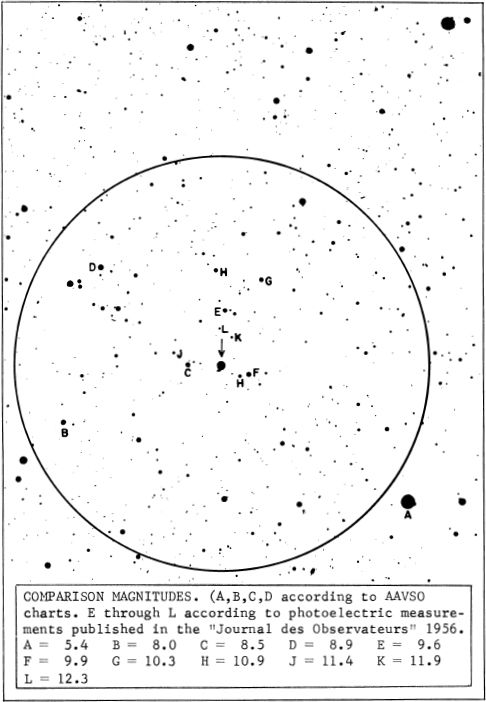 D
H
G
E
L
K
J
C
F
H
B
A
COMPARISON MAGNITUDES. (A,B,C,D according to AAVSO
charts. E through L according to photoelectric measure-
ments published in the "Journal des Observateurs" 1956.
A = 5.4 B = 8.0 C = 8.5 D = 8.9 E = 9.6
F = 9.9 G = 10.3 H = 10.9 J = 11.4 K = 11.9
L = 12.3